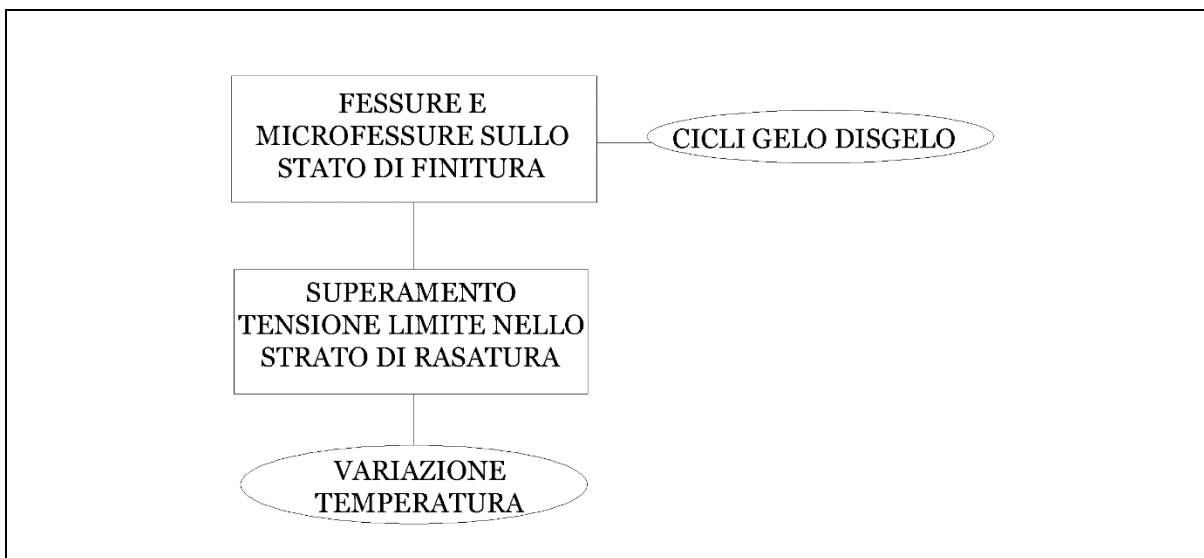 FESSURE E
MICROFESSURE SULLO
STATO DI FINITURA
CICLI GELO DISGELO
SUPERAMENTO
TENSIONE LIMITE NELLO
STRATO DI RASATURA
VARIAZIONE
TEMPERATURA